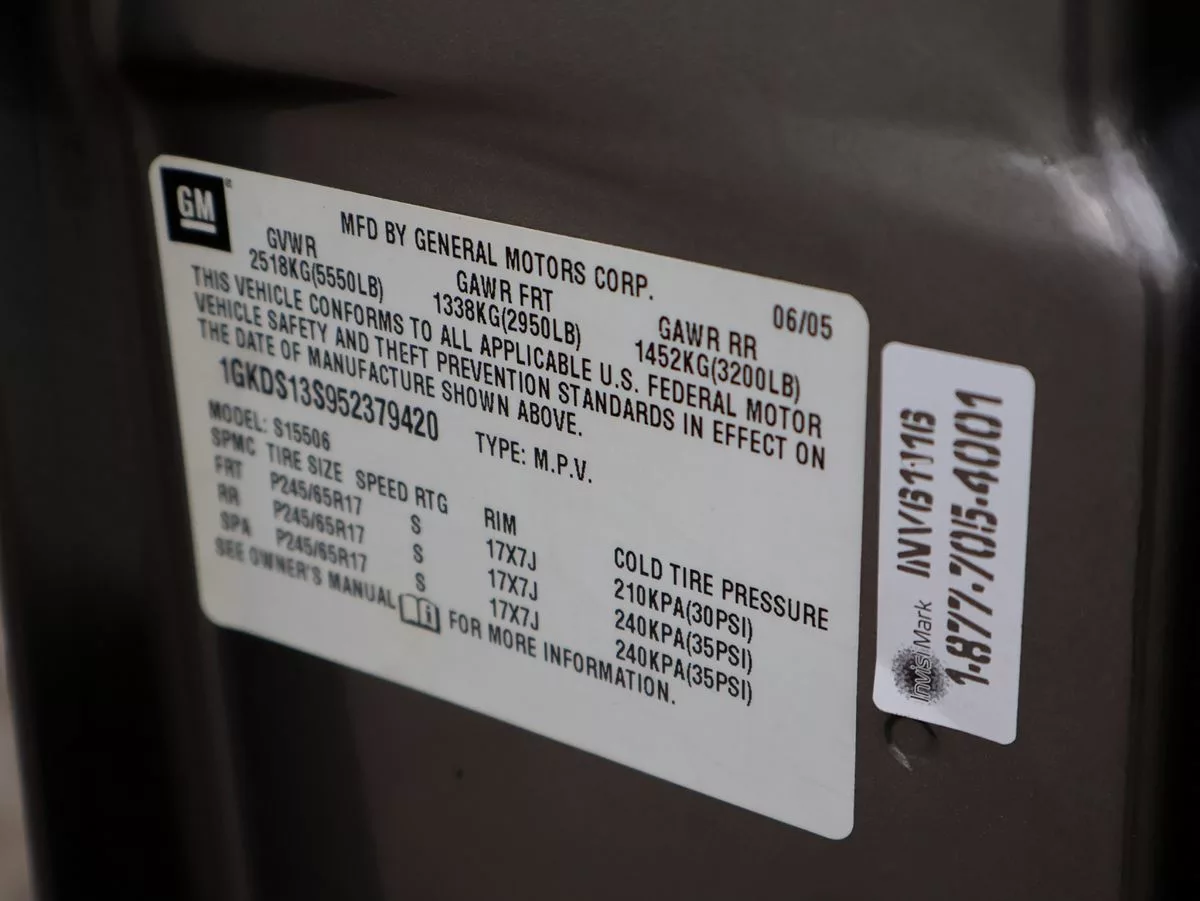 GM
MFD BY GENERAL MOTORS CORP.
06/05
GVWR GAWR FRT GAWR RR
2518KG(5550LB) 1338KG(2950LB) 1452KG(3200LB)
THIS VEHICLE CONFORMS TO ALL APPLICABLE U.S. FEDERAL MOTOR
VEHICLE SAFETY AND THEFT PREVENTION STANDARDS IN EFFECT ON
THE DATE OF MANUFACTURE SHOWN ABOVE.
1GKDS13S952379420 TYPE: M.P.V.
MODEL: S15506
SPMC TIRE SIZE SPEED RTG RIM COLD TIRE PRESSURE
FRT P245/65R17 S 17X7J 210KPA(30PSI)
RR P245/65R17 S 17X7J 240KPA(35PSI)
SPA P245/65R17 S 17X7J 240KPA(35PSI)
SEE OWNER'S MANUAL FOR MORE INFORMATION.
InvisiMark INV61116
1-877-705-4001